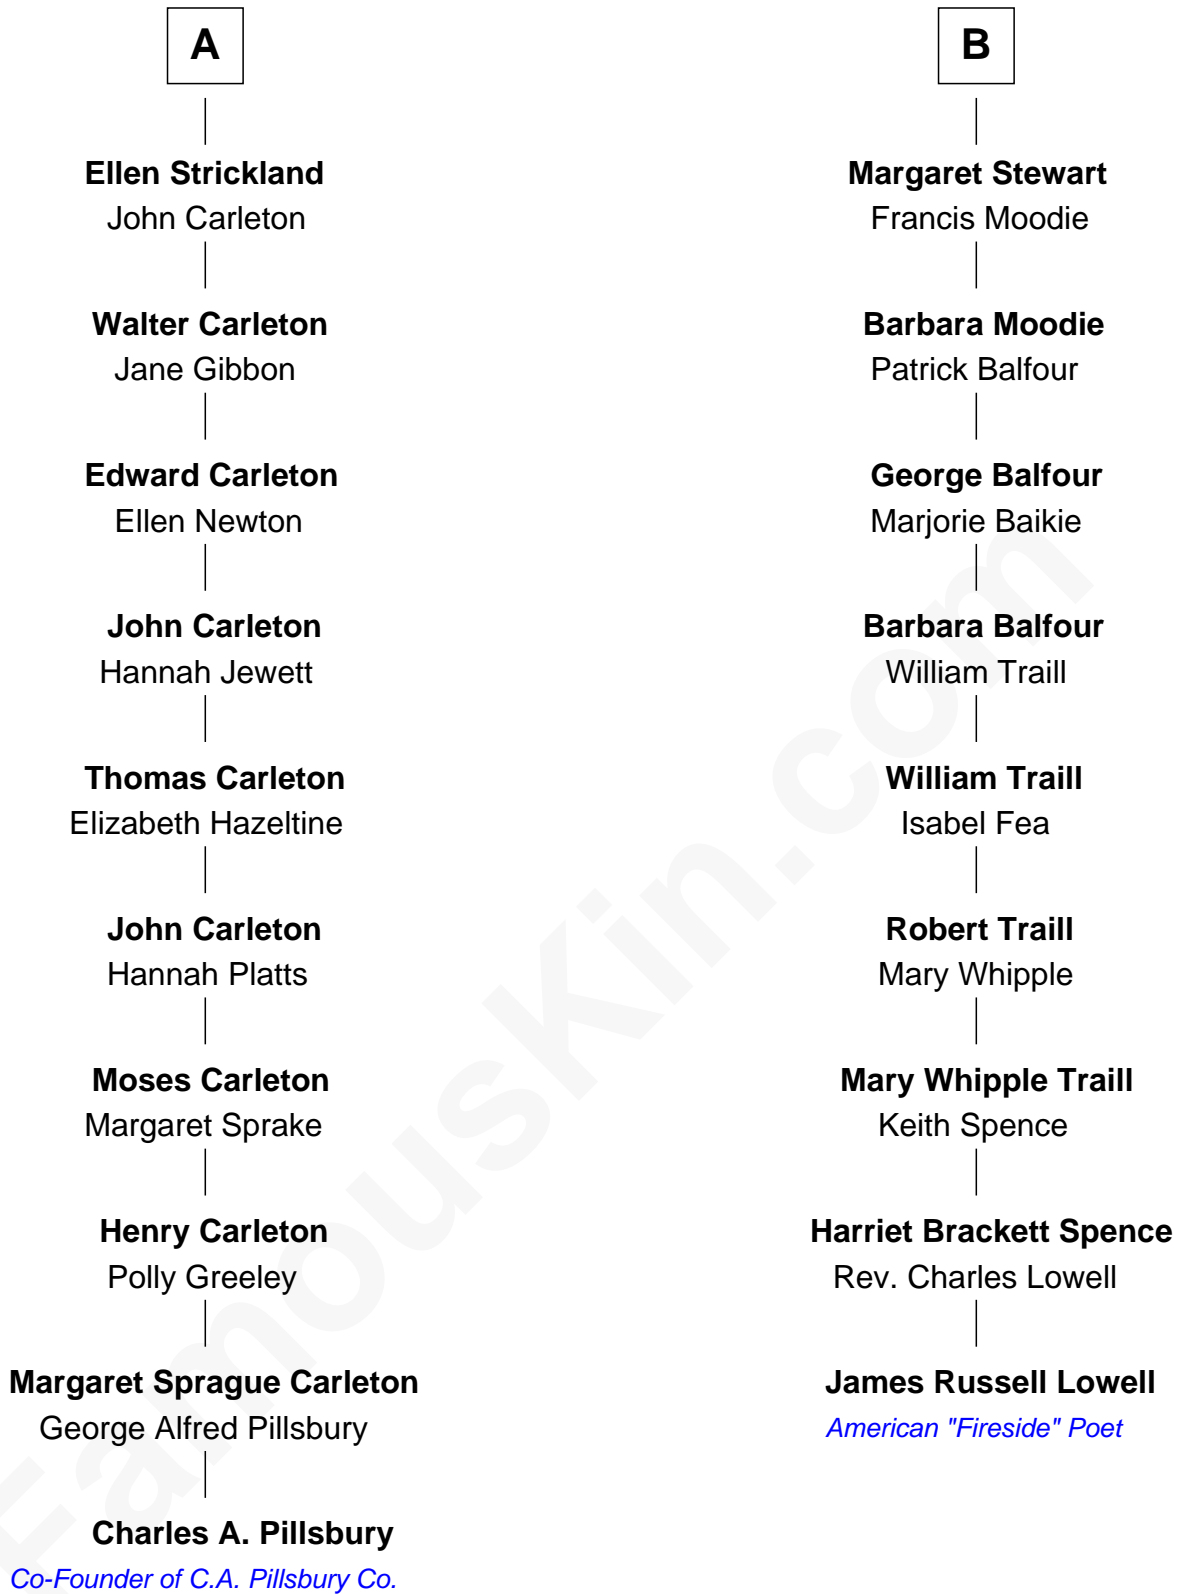 A
Ellen Strickland
John Carleton
Walter Carleton
Jane Gibbon
Edward Carleton
Ellen Newton
John Carleton
Hannah Jewett
Thomas Carleton
Elizabeth Hazeltine
John Carleton
Hannah Platts
Moses Carleton
Margaret Sprake
Henry Carleton
Polly Greeley
Margaret Sprague Carleton
George Alfred Pillsbury
Charles A. Pillsbury
Co-Founder of C.A. Pillsbury Co.
B
Margaret Stewart
Francis Moodie
Barbara Moodie
Patrick Balfour
George Balfour
Marjorie Baikie
Barbara Balfour
William Traill
William Traill
Isabel Fea
Robert Traill
Mary Whipple
Mary Whipple Traill
Keith Spence
Harriet Brackett Spence
Rev. Charles Lowell
James Russell Lowell
American "Fireside" Poet
FamousKin.com